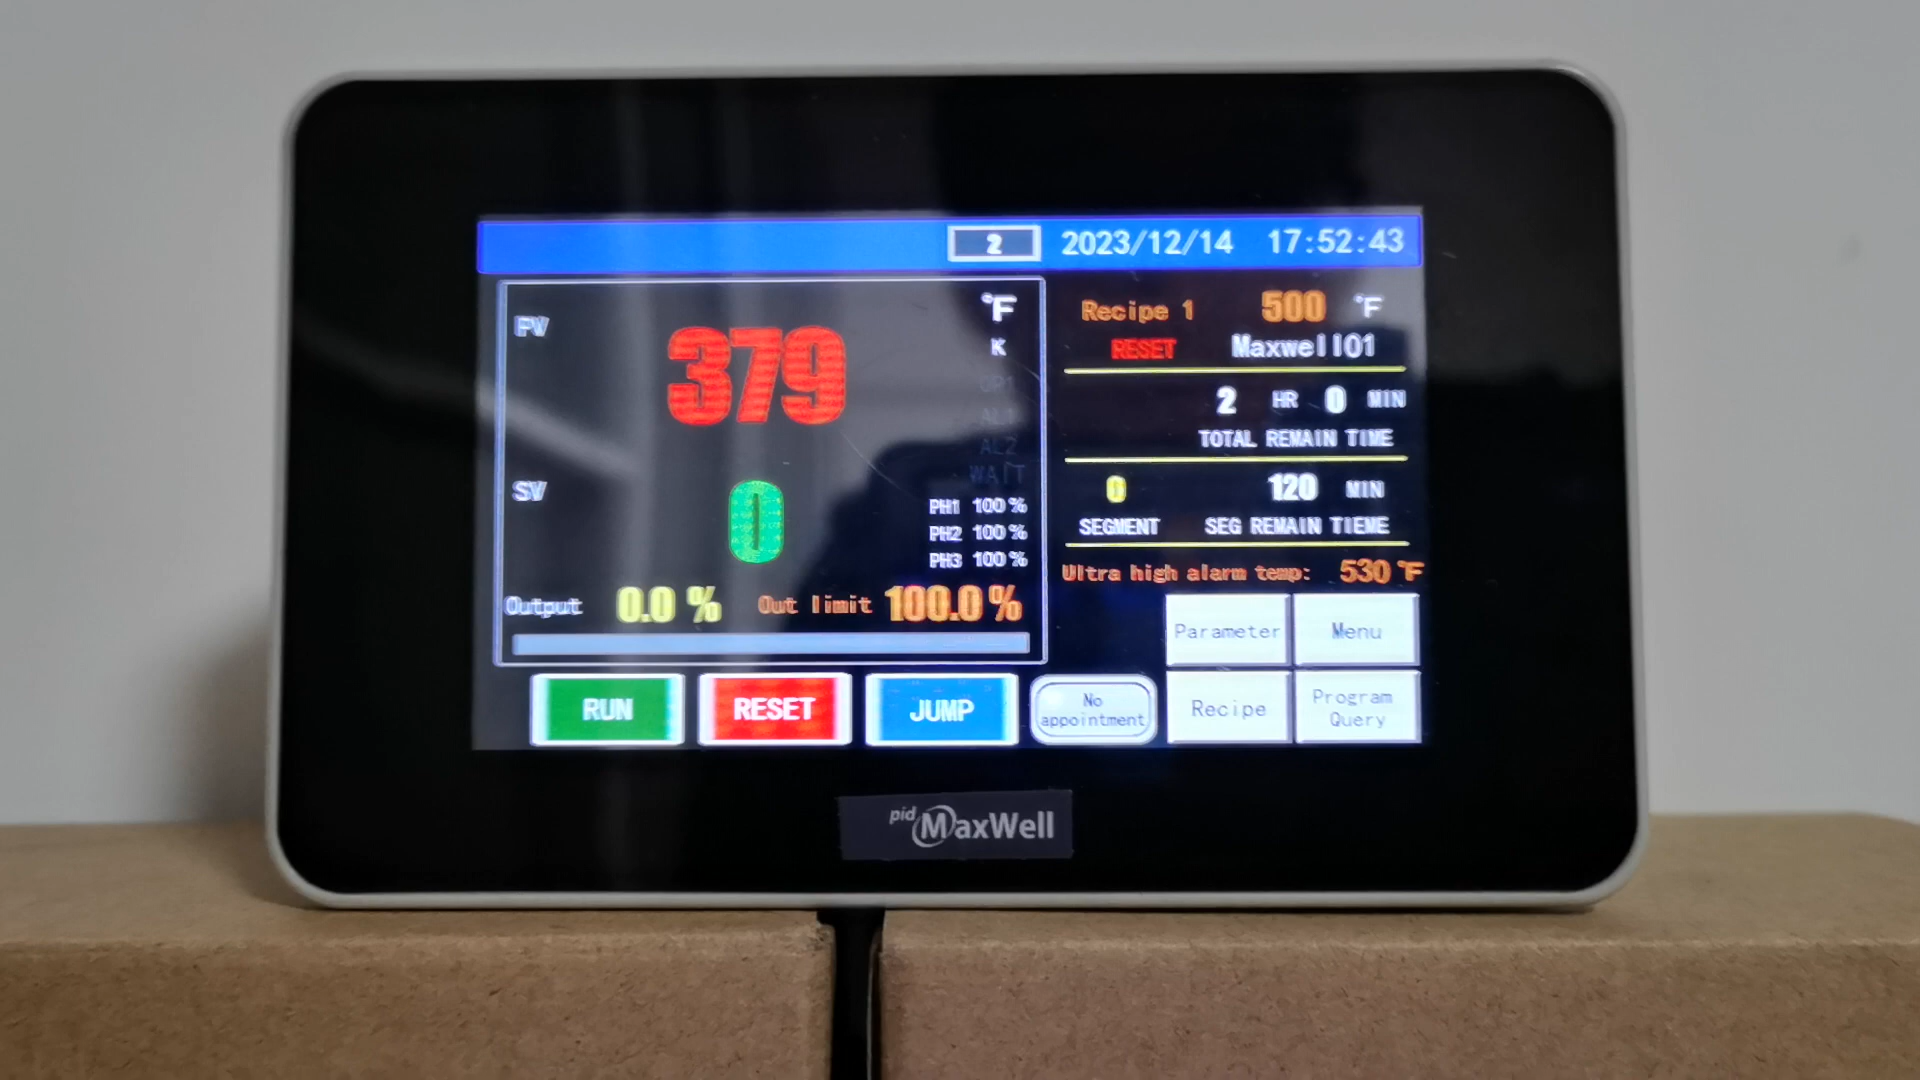 2 2023/12/14 17:52:43
PV
379
°F
K
OP1
AL1
AL2
WAIT
SV
0
PH1 100 %
PH2 100 %
PH3 100 %
Output 0.0 % Out limit 100.0 %
Recipe 1 500 °F
RESET Maxwell01
2 HR 0 MIN
TOTAL REMAIN TIME
0 120 MIN
SEGMENT SEG REMAIN TIEME
Ultra high alarm temp: 530 °F
Parameter Menu
RUN RESET JUMP
No
appointment
Recipe
Program
Query
pid MaxWell